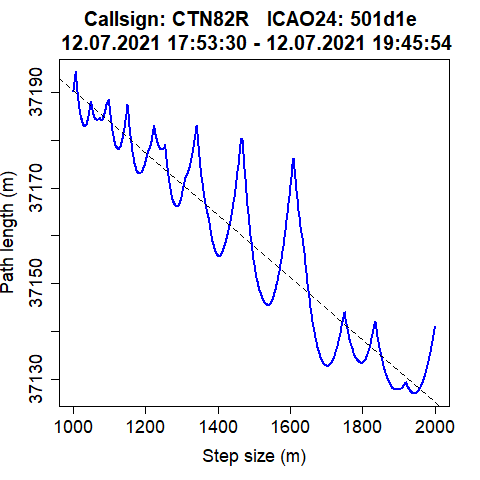 Callsign: CTN82R   ICAO24: 501d1e
12.07.2021 17:53:30 - 12.07.2021 19:45:54
Path length (m)
37190
37170
37150
37130
1000 1200 1400 1600 1800 2000
Step size (m)